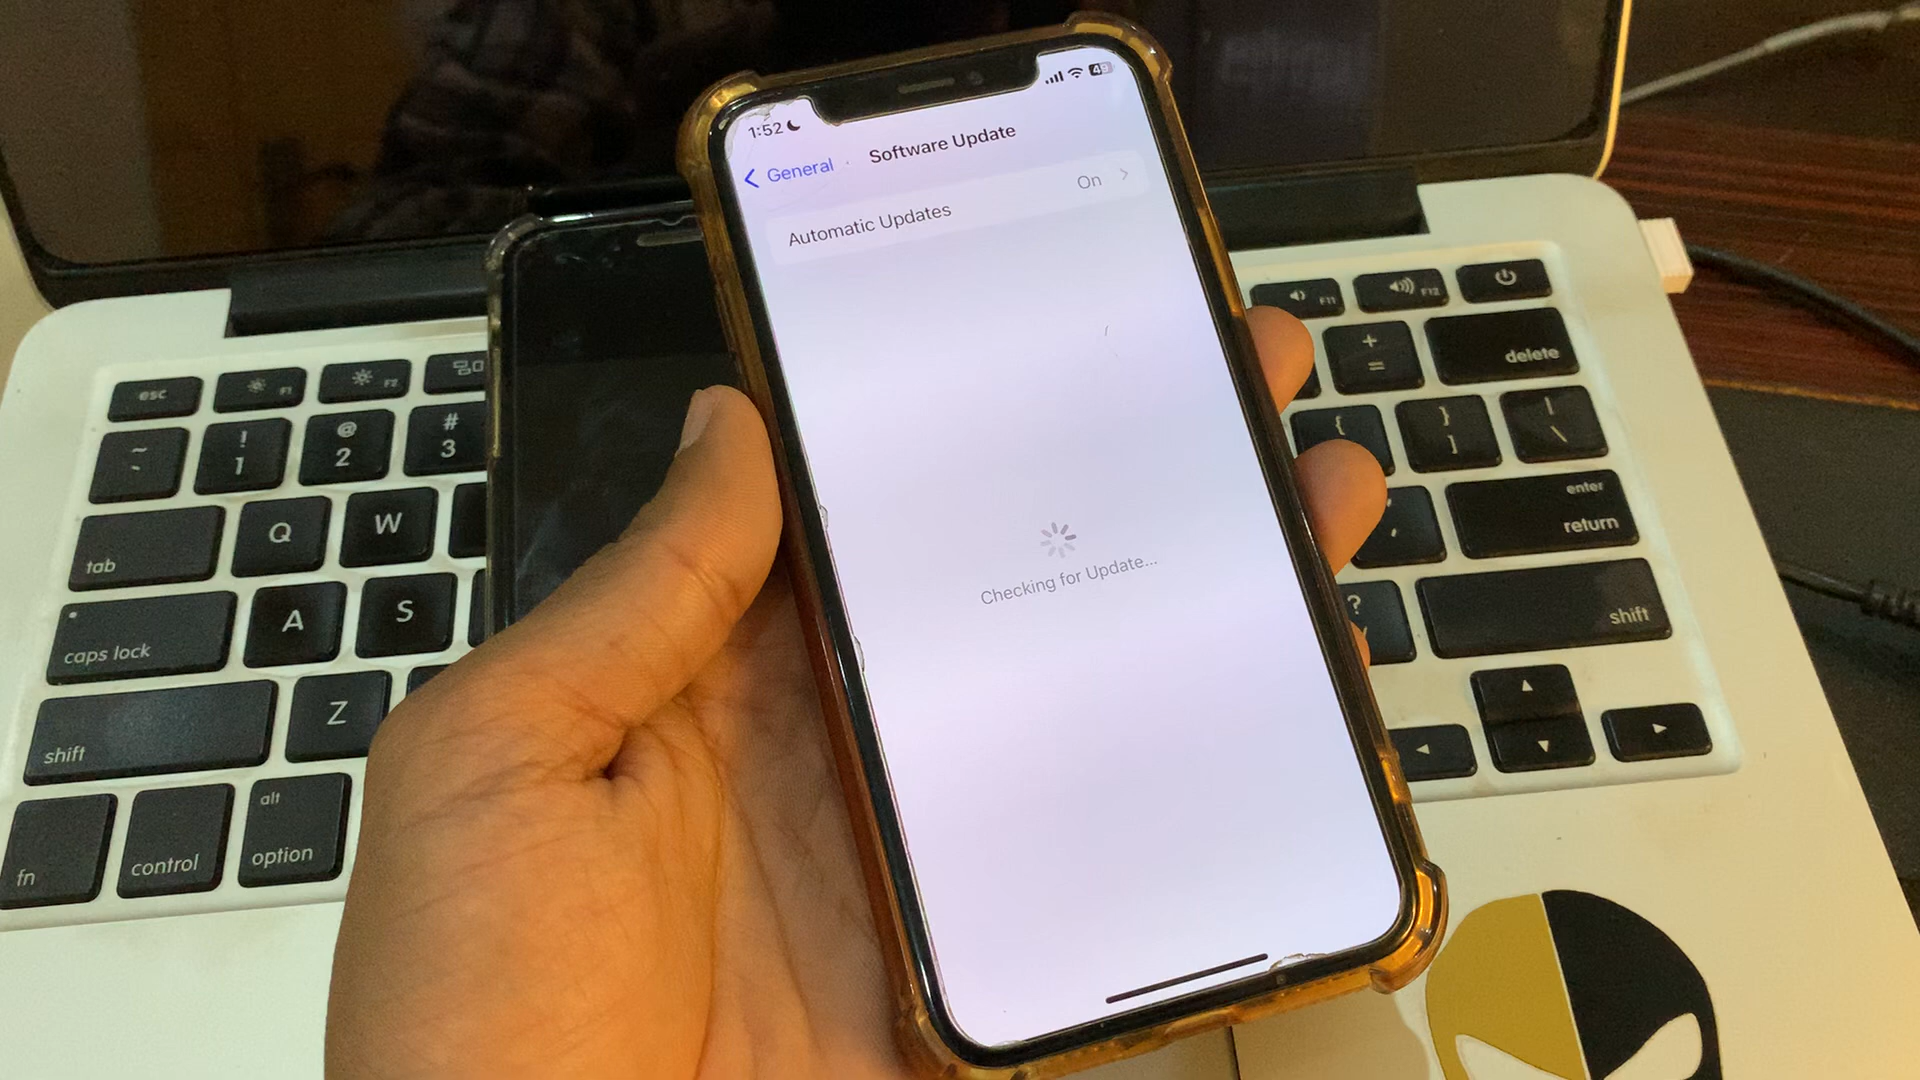 1:52
49
General
Software Update
Automatic Updates
On
Checking for Update...
esc
F1
F2
~
`
!
1
@
2
#
3
tab
Q
W
caps lock
A
S
shift
Z
fn
control
alt
option
F11
F12
+
=
delete
{
}
]
|
\
enter
return
?
shift